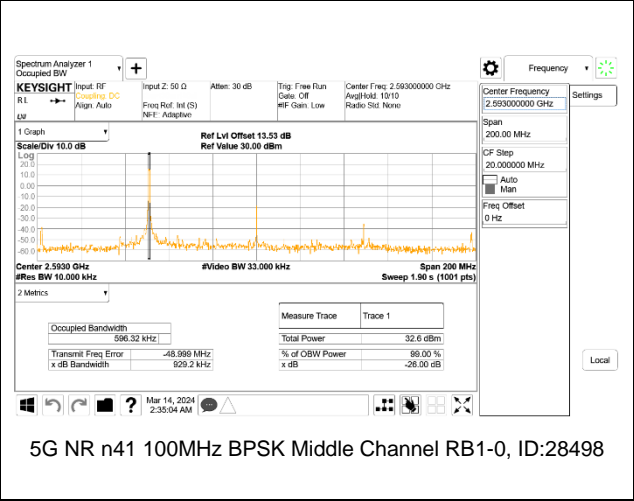 Spectrum Analyzer 1
Occupied BW
+
Frequency
KEYSIGHT Input: RF Input Z: 50 Ω Atten: 30 dB Trig: Free Run Center Freq: 2.593000000 GHz
RL Coupling: DC Gate: Off Avg|Hold: 10/10
Align: Auto Freq Ref: Int (S) #IF Gain: Low Radio Std: None
NFE: Adaptive
Center Frequency
2.593000000 GHz
Settings
Span
200.00 MHz
CF Step
20.000000 MHz
Auto
Man
Freq Offset
0 Hz
Local
1 Graph
Ref Lvl Offset 13.53 dB
Scale/Div 10.0 dB Ref Value 30.00 dBm
Log
20.0
10.0
0.00
-10.0
-20.0
-30.0
-40.0
-50.0
-60.0
Center 2.5930 GHz #Video BW 33.000 kHz Span 200 MHz
#Res BW 10.000 kHz Sweep 1.90 s (1001 pts)
2 Metrics
Measure Trace Trace 1
Occupied Bandwidth
596.32 kHz Total Power 32.6 dBm
Transmit Freq Error -48.999 MHz % of OBW Power 99.00 %
x dB Bandwidth 929.2 kHz x dB -26.00 dB
? Mar 14, 2024
2:35:04 AM
5G NR n41 100MHz BPSK Middle Channel RB1-0, ID:28498